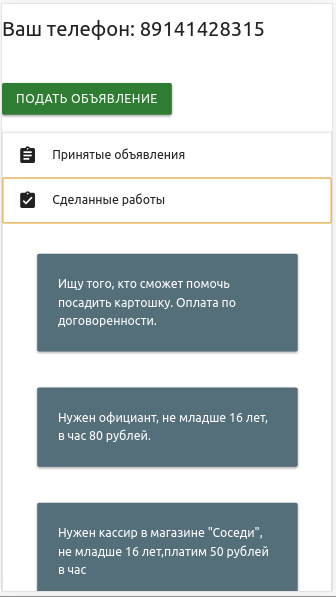 Ваш телефон: 89141428315
ПОДАТЬ ОБЪЯВЛЕНИЕ
Принятые объявления
Сделанные работы
Ищу того, кто сможет помочь
посадить картошку. Оплата по
договоренности.
Нужен официант, не младше 16 лет,
в час 80 рублей.
Нужен кассир в магазине "Соседи",
не младше 16 лет,платим 50 рублей
в час